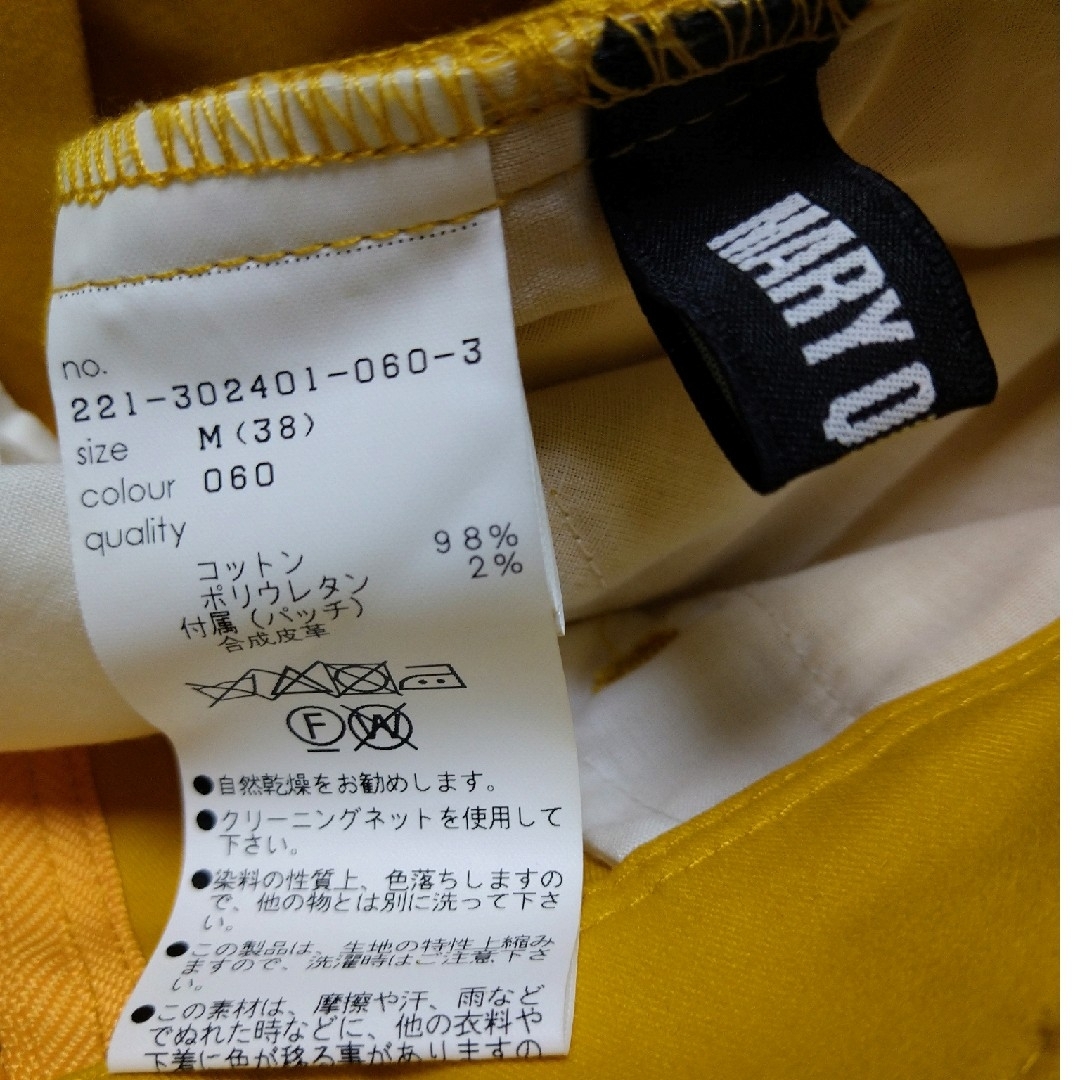 no.
221-302401-060-3
size M(38)
colour 060
quality
コットン 98%
ポリウレタン 2%
付属(パッチ)
合成皮革
F W
●自然乾燥をお勧めします。
●クリーニングネットを使用して
下さい。
●染料の性質上、色落ちしますの
で、他の物とは別に洗って下さ
い。
●この製品は、生地の特性上縮み
ますので、洗濯時はご注意下さ
い。
●この素材は、摩擦や汗、雨など
でぬれた時などに、他の衣料や
下着に色が移る事がありますの
MARY Q